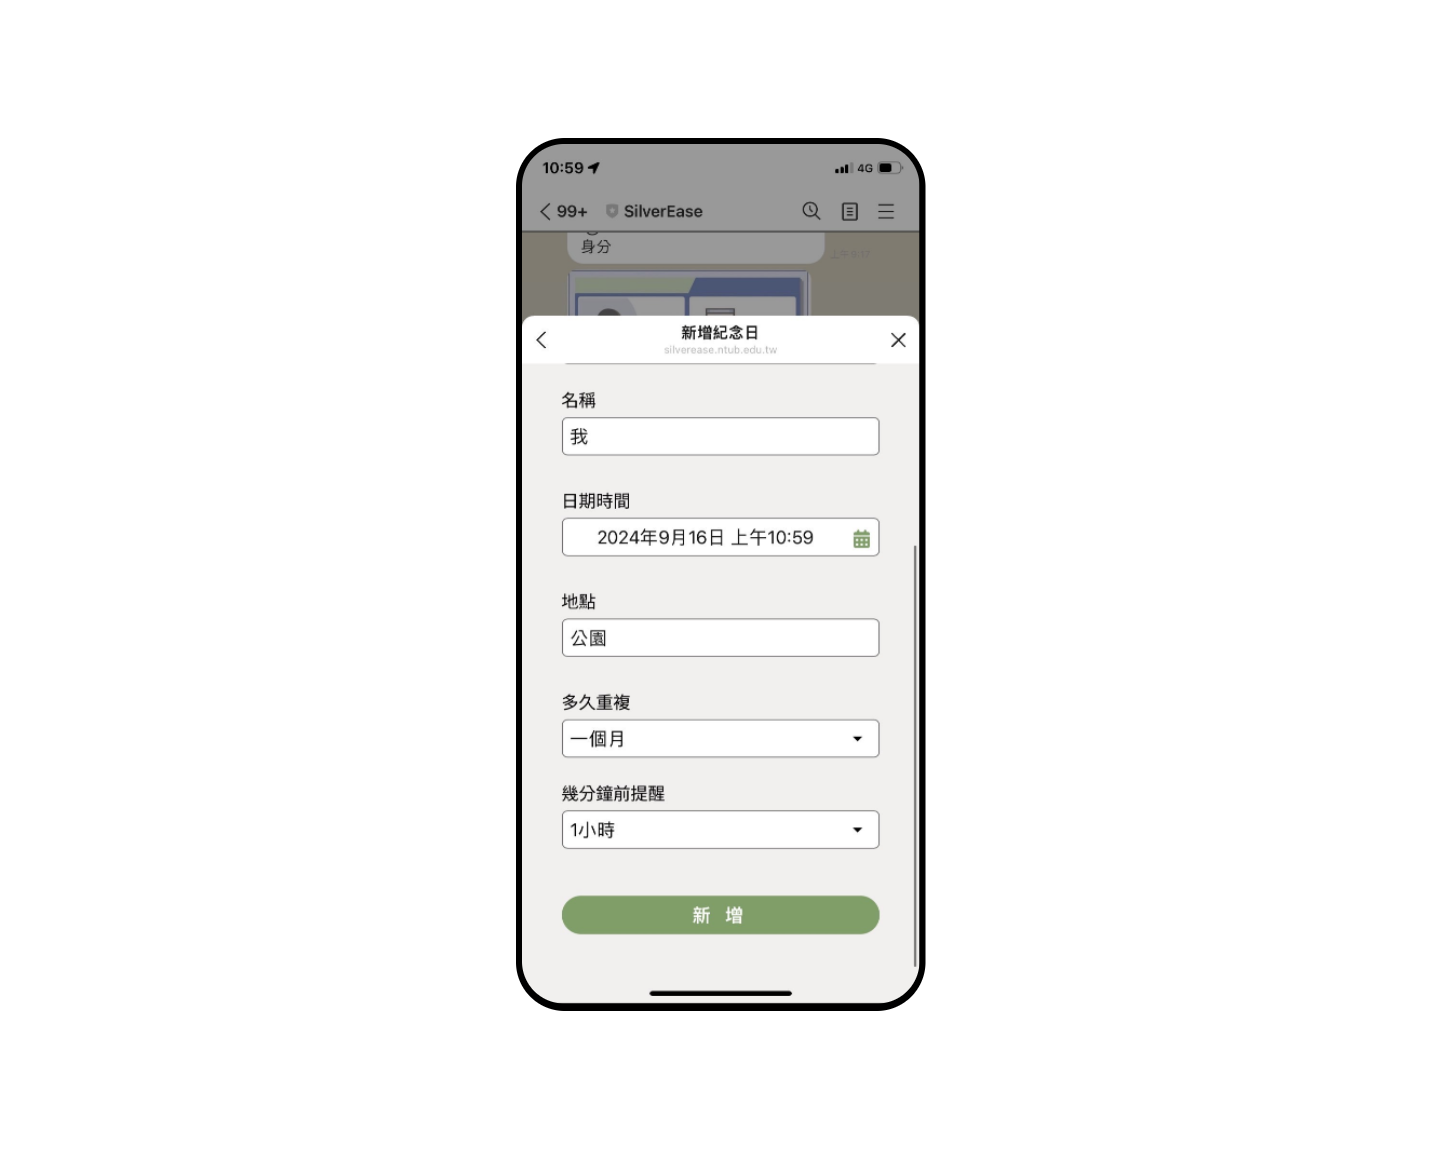 10:59
4G
99+ SilverEase
身分
新增紀念日
silverease.ntub.edu.tw
名稱
我
日期時間
2024年9月16日 上午10:59
地點
公園
多久重複
一個月
幾分鐘前提醒
1小時
新 增